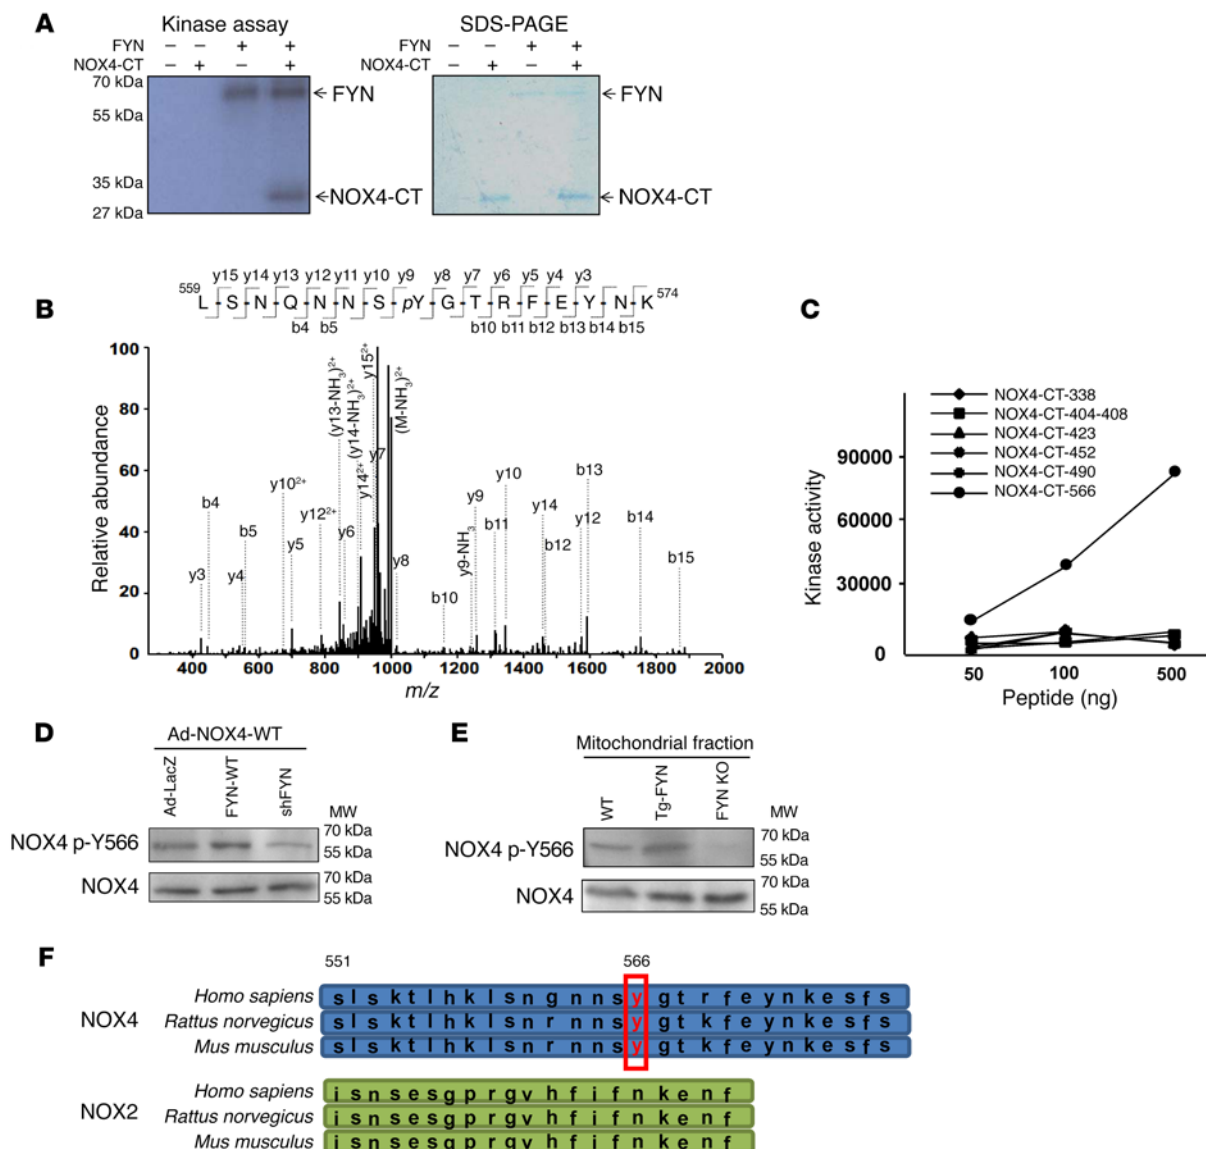 A
Kinase assay
SDS-PAGE
FYN − − + +
FYN − − + +
NOX4-CT − + − +
NOX4-CT − + − +
70 kDa
55 kDa
35 kDa
27 kDa
←FYN
←NOX4-CT
←FYN
←NOX4-CT
B
y15 y14 y13 y12 y11 y10 y9 y8 y7 y6 y5 y4 y3
559 L S N Q N N S pY G T R F E Y N K 574
b4 b5 b10 b11 b12 b13 b14 b15
Relative abundance
100
80
60
40
20
0
y3
b4
y4
b5
y10²⁺
y5
y12²⁺
(y13-NH₃)²⁺
y6
(y14-NH₃)²⁺
y14²⁺
y15²⁺
y7
(M-NH₃)²⁺
y8
b10
y9-NH₃
y9
b11
y10
y14
b12
y12
b13
b14
b15
400 600 800 1000 1200 1400 1600 1800 2000
m/z
C
NOX4-CT-338
NOX4-CT-404-408
NOX4-CT-423
NOX4-CT-452
NOX4-CT-490
NOX4-CT-566
Kinase activity
90000
60000
30000
0
50 100 500
Peptide (ng)
D
Ad-NOX4-WT
Ad-LacZ
FYN-WT
shFYN
MW
NOX4 p-Y566
70 kDa
55 kDa
NOX4
70 kDa
55 kDa
E
Mitochondrial fraction
WT
Tg-FYN
FYN KO
MW
NOX4 p-Y566
70 kDa
55 kDa
NOX4
70 kDa
55 kDa
F
551 566
NOX4
Homo sapiens s l s k t l h k l s n g n n s y g t r f e y n k e s f s
Rattus norvegicus s l s k t l h k l s n r n n s y g t k f e y n k e s f s
Mus musculus s l s k t l h k l s n r n n s y g t k f e y n k e s f s
NOX2
Homo sapiens i s n s e s g p r g v h f i f n k e n f
Rattus norvegicus i s n s e s g p r g v h f i f n k e n f
Mus musculus i s n s e s g p r g v h f i f n k e n f